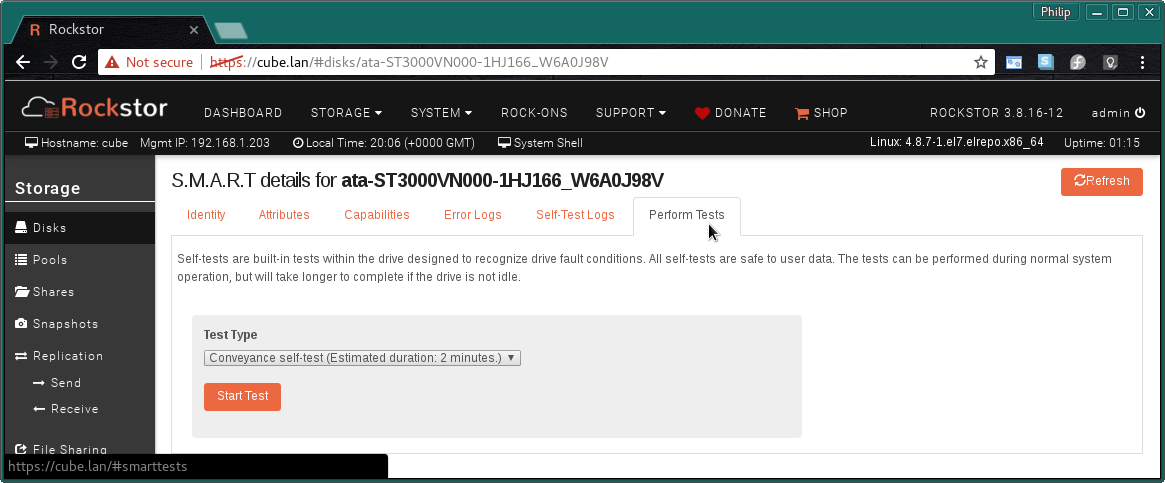 Philip
Rockstor
Not secure https://cube.lan/#disks/ata-ST3000VN000-1HJ166_W6A0J98V
Rockstor DASHBOARD STORAGE SYSTEM ROCK-ONS SUPPORT DONATE SHOP ROCKSTOR 3.8.16-12 admin
Hostname: cube Mgmt IP: 192.168.1.203 Local Time: 20:06 (+0000 GMT) System Shell Linux: 4.8.7-1.el7.elrepo.x86_64 Uptime: 01:15
Storage
Disks
Pools
Shares
Snapshots
Replication
Send
Receive
File Sharing
S.M.A.R.T details for ata-ST3000VN000-1HJ166_W6A0J98V
Refresh
Identity Attributes Capabilities Error Logs Self-Test Logs Perform Tests
Self-tests are built-in tests within the drive designed to recognize drive fault conditions. All self-tests are safe to user data. The tests can be performed during normal system
operation, but will take longer to complete if the drive is not idle.
Test Type
Conveyance self-test (Estimated duration: 2 minutes.)
Start Test
https://cube.lan/#smarttests